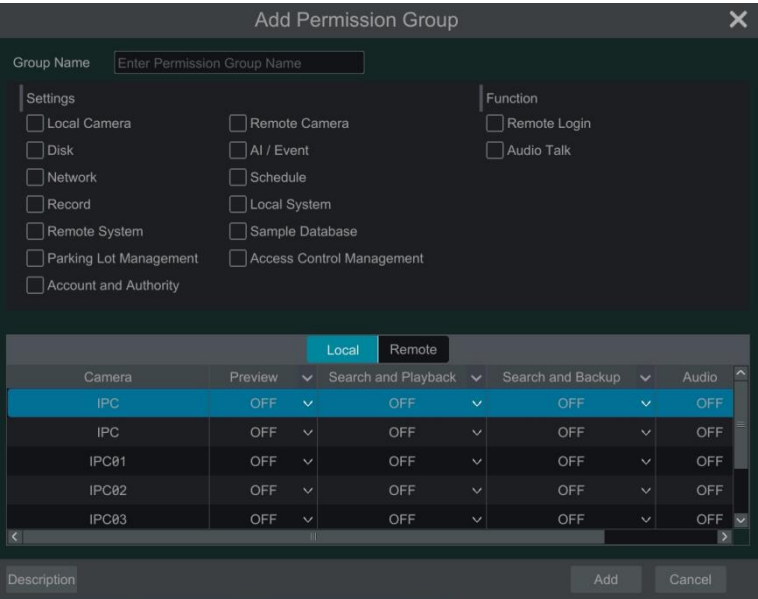 Add Permission Group
Group Name Enter Permission Group Name
Settings Function
Local Camera Remote Camera Remote Login
Disk AI / Event Audio Talk
Network Schedule
Record Local System
Remote System Sample Database
Parking Lot Management Access Control Management
Account and Authority
Local Remote
Camera Preview Search and Playback Search and Backup Audio
IPC OFF OFF OFF OFF
IPC OFF OFF OFF OFF
IPC01 OFF OFF OFF OFF
IPC02 OFF OFF OFF OFF
IPC03 OFF OFF OFF OFF
Description Add Cancel